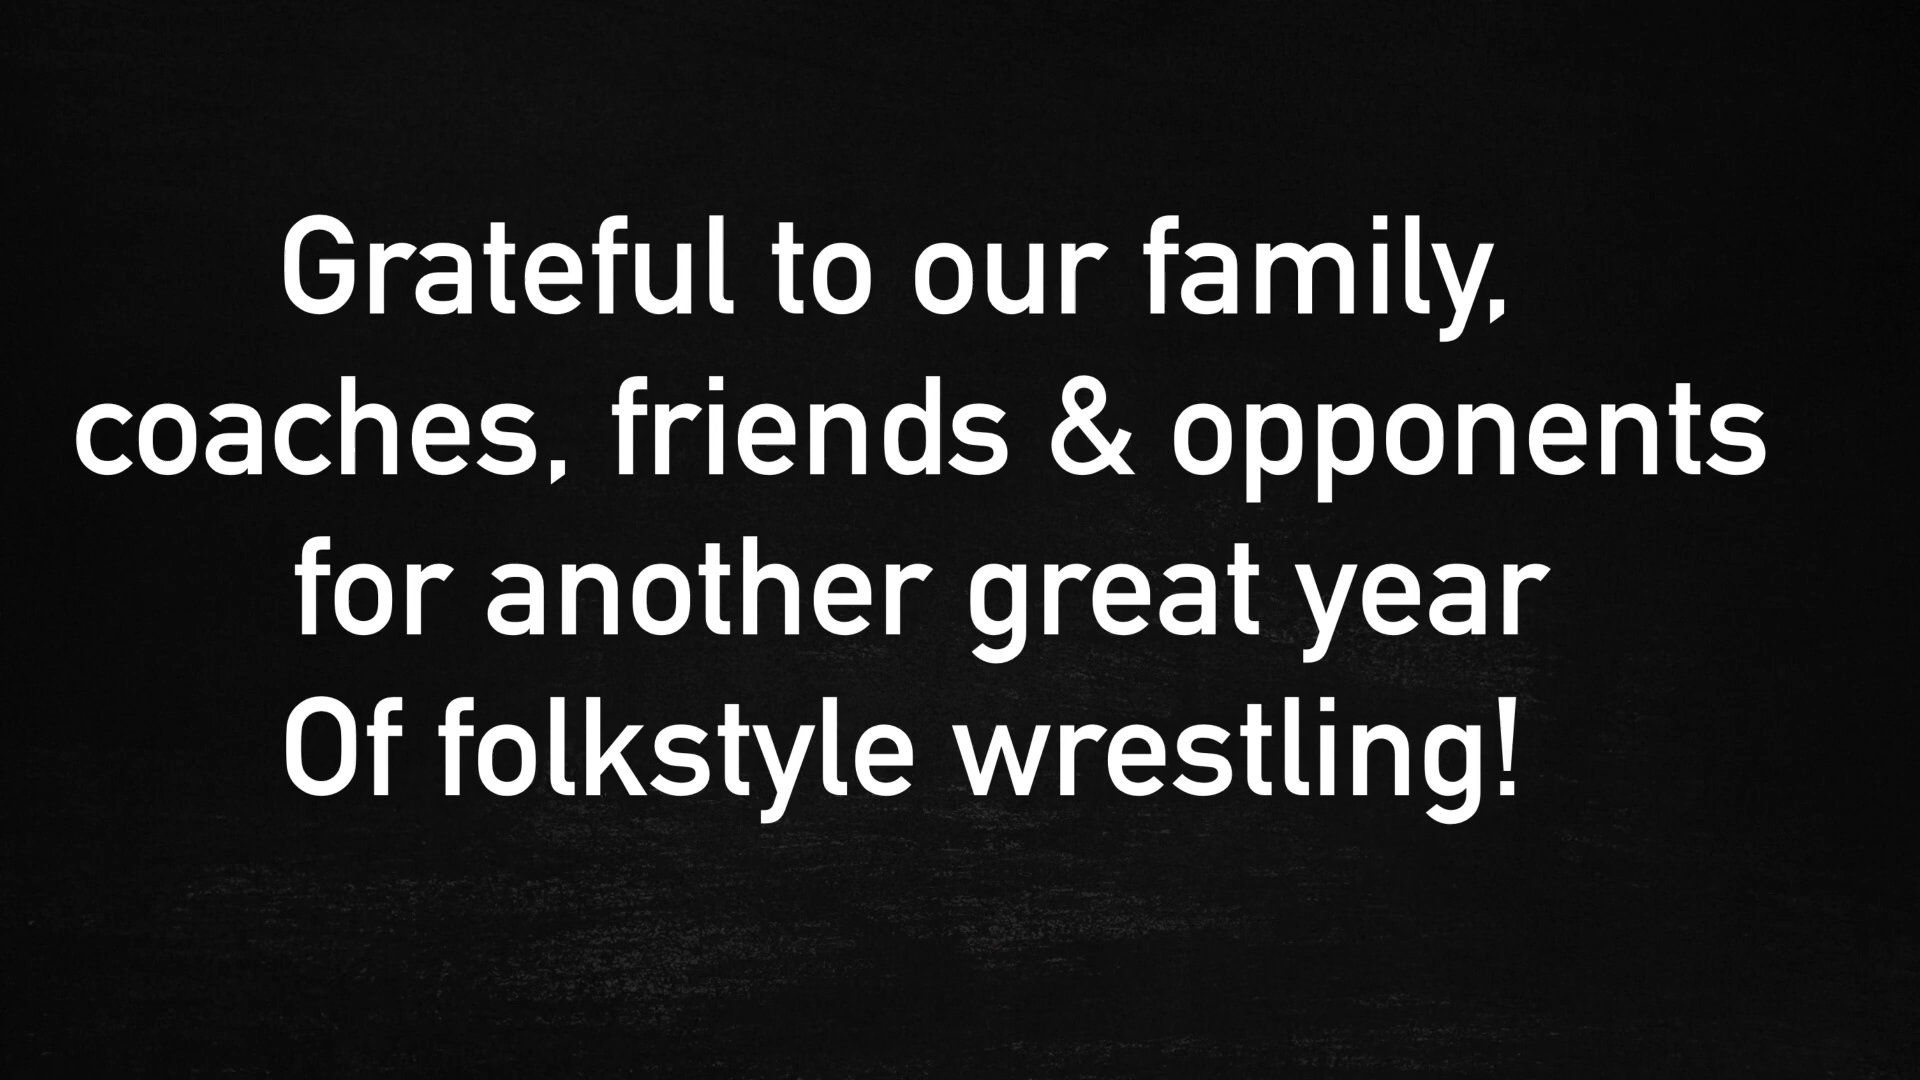 Grateful to our family,
coaches, friends & opponents
for another great year
Of folkstyle wrestling!